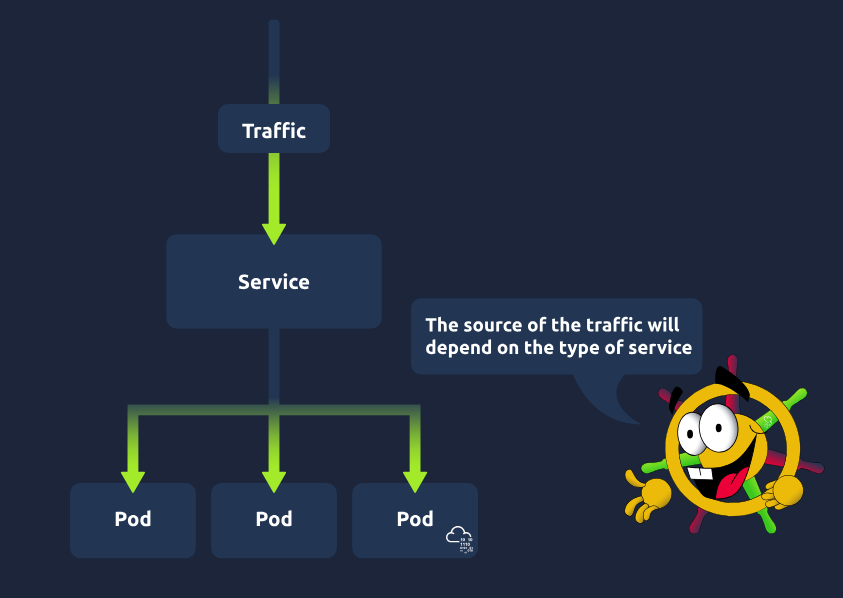 Traffic
Service
The source of the traffic will
depend on the type of service
Pod
Pod
Pod